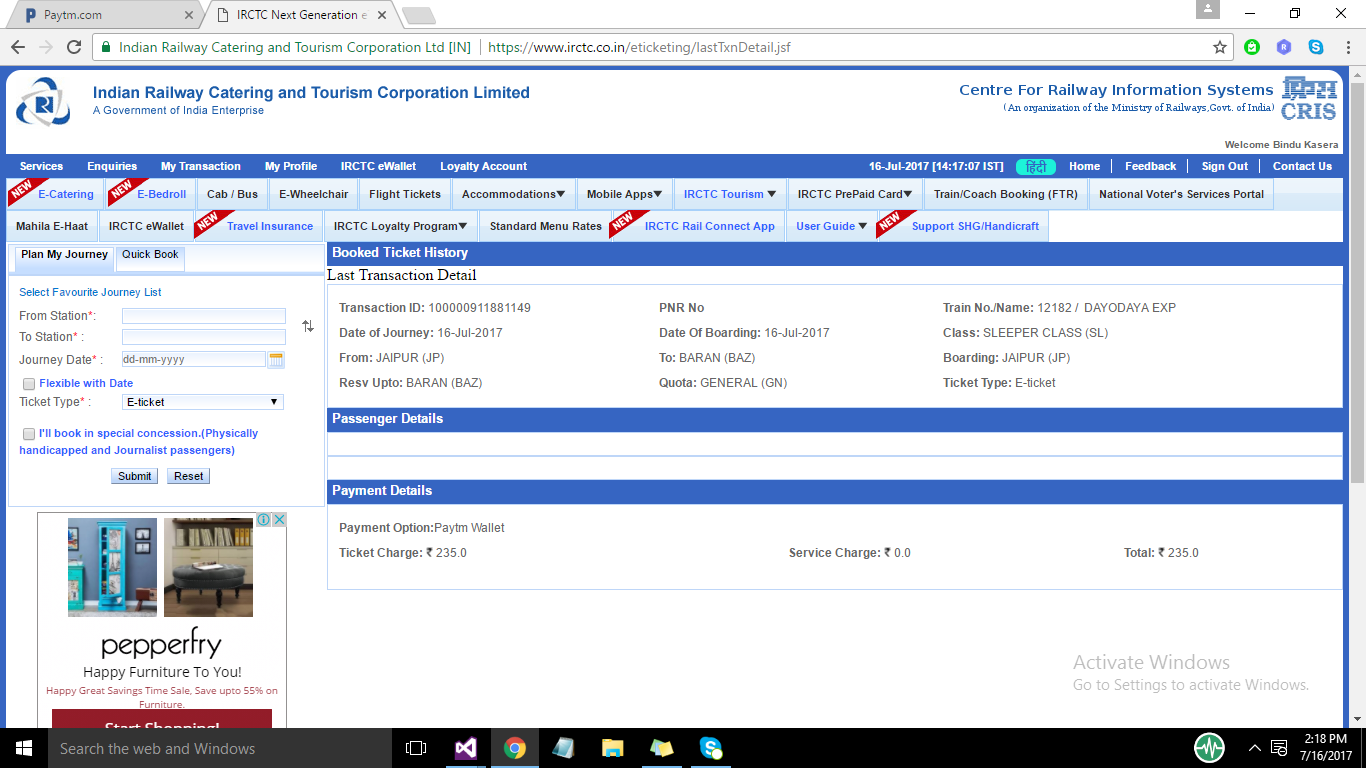 Paytm.com
IRCTC Next Generation e
Indian Railway Catering and Tourism Corporation Ltd [IN] https://www.irctc.co.in/eticketing/lastTxnDetail.jsf
Indian Railway Catering and Tourism Corporation Limited
A Government of India Enterprise
Centre For Railway Information Systems
(An organization of the Ministry of Railways,Govt. of India)
क्रिस
CRIS
Welcome Bindu Kasera
Services Enquiries My Transaction My Profile IRCTC eWallet Loyalty Account 16-Jul-2017 [14:17:07 IST] हिंदी Home Feedback Sign Out Contact Us
NEW E-Catering NEW E-Bedroll Cab / Bus E-Wheelchair Flight Tickets Accommodations▼ Mobile Apps▼ IRCTC Tourism ▼ IRCTC PrePaid Card▼ Train/Coach Booking (FTR) National Voter's Services Portal
Mahila E-Haat IRCTC eWallet NEW Travel Insurance IRCTC Loyalty Program▼ Standard Menu Rates NEW IRCTC Rail Connect App User Guide ▼ NEW Support SHG/Handicraft
Plan My Journey Quick Book
Select Favourite Journey List
From Station*:
To Station* :
Journey Date* : dd-mm-yyyy
Flexible with Date
Ticket Type* : E-ticket
I'll book in special concession.(Physically
handicapped and Journalist passengers)
Submit Reset
pepperfry
Happy Furniture To You!
Happy Great Savings Time Sale, Save upto 55% on
Furniture.
Start Shopping!
Booked Ticket History
Last Transaction Detail
Transaction ID: 100000911881149 PNR No Train No./Name: 12182 / DAYODAYA EXP
Date of Journey: 16-Jul-2017 Date Of Boarding: 16-Jul-2017 Class: SLEEPER CLASS (SL)
From: JAIPUR (JP) To: BARAN (BAZ) Boarding: JAIPUR (JP)
Resv Upto: BARAN (BAZ) Quota: GENERAL (GN) Ticket Type: E-ticket
Passenger Details
Payment Details
Payment Option:Paytm Wallet
Ticket Charge: ₹ 235.0 Service Charge: ₹ 0.0 Total: ₹ 235.0
Activate Windows
Go to Settings to activate Windows.
Search the web and Windows
2:18 PM
7/16/2017